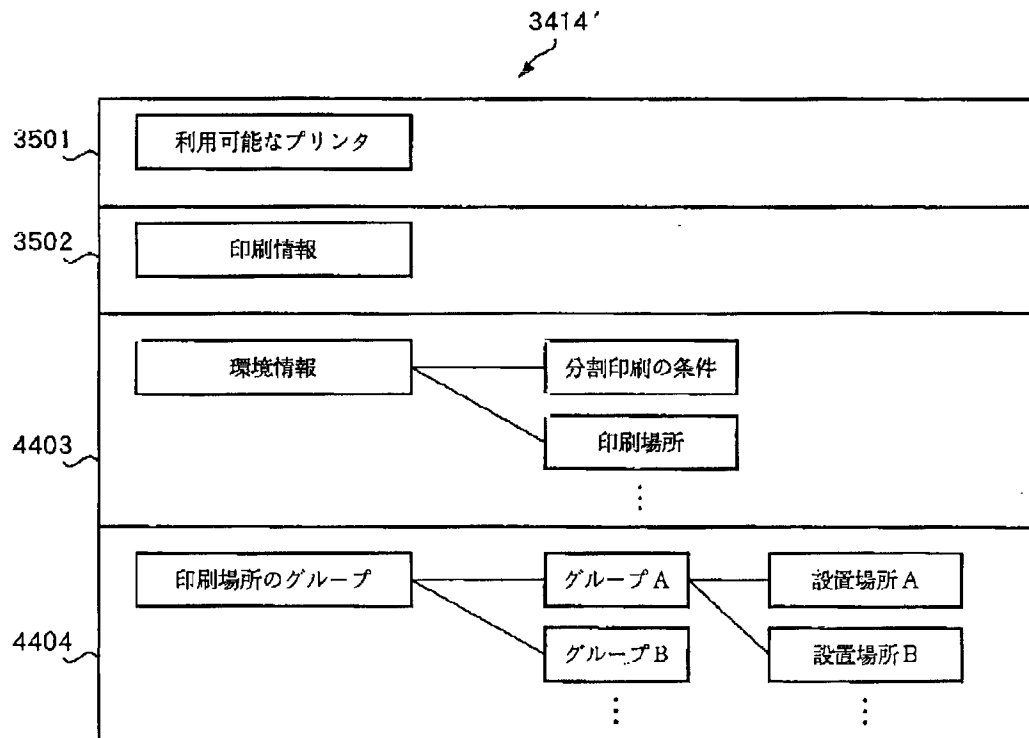 3414'
3501
利用可能なプリンタ
3502
印刷情報
環境情報
分割印刷の条件
印刷場所
4403
印刷場所のグループ
グループA
設置場所A
4404
グループB
設置場所B